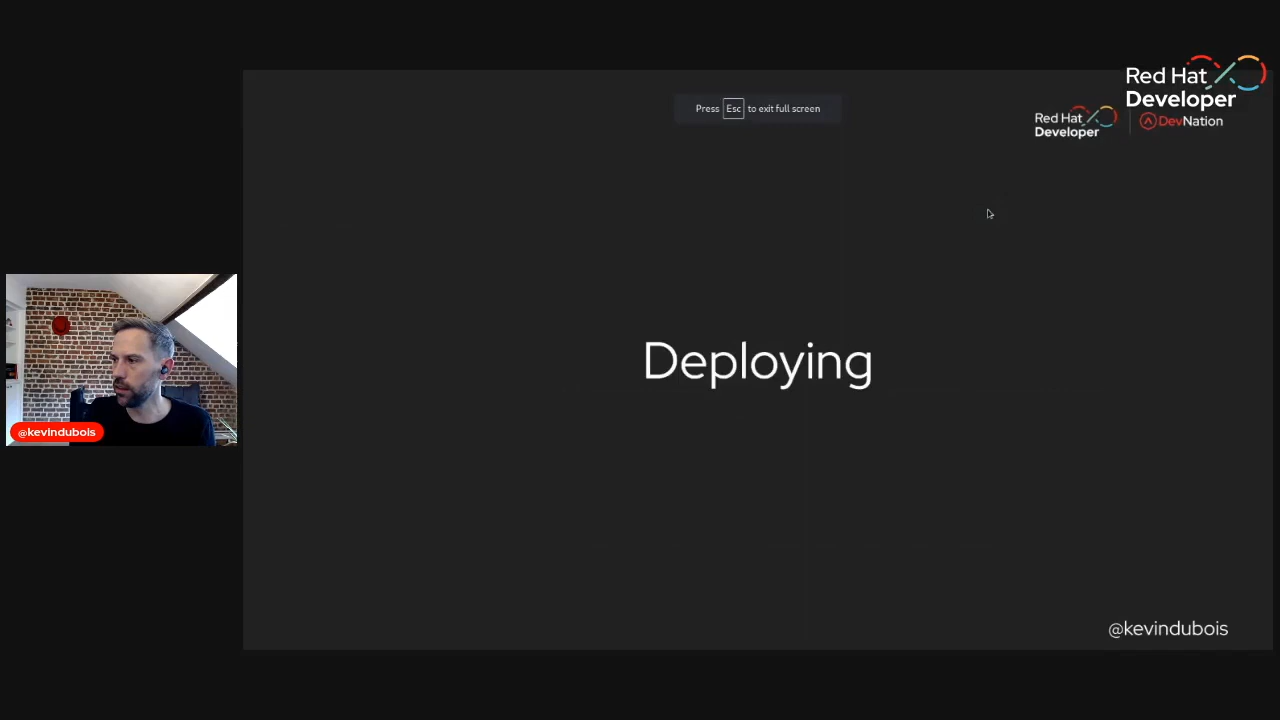 Red Hat
Developer
Press Esc to exit full screen
Red Hat
Developer
DevNation
Deploying
@kevindubois
@kevindubois